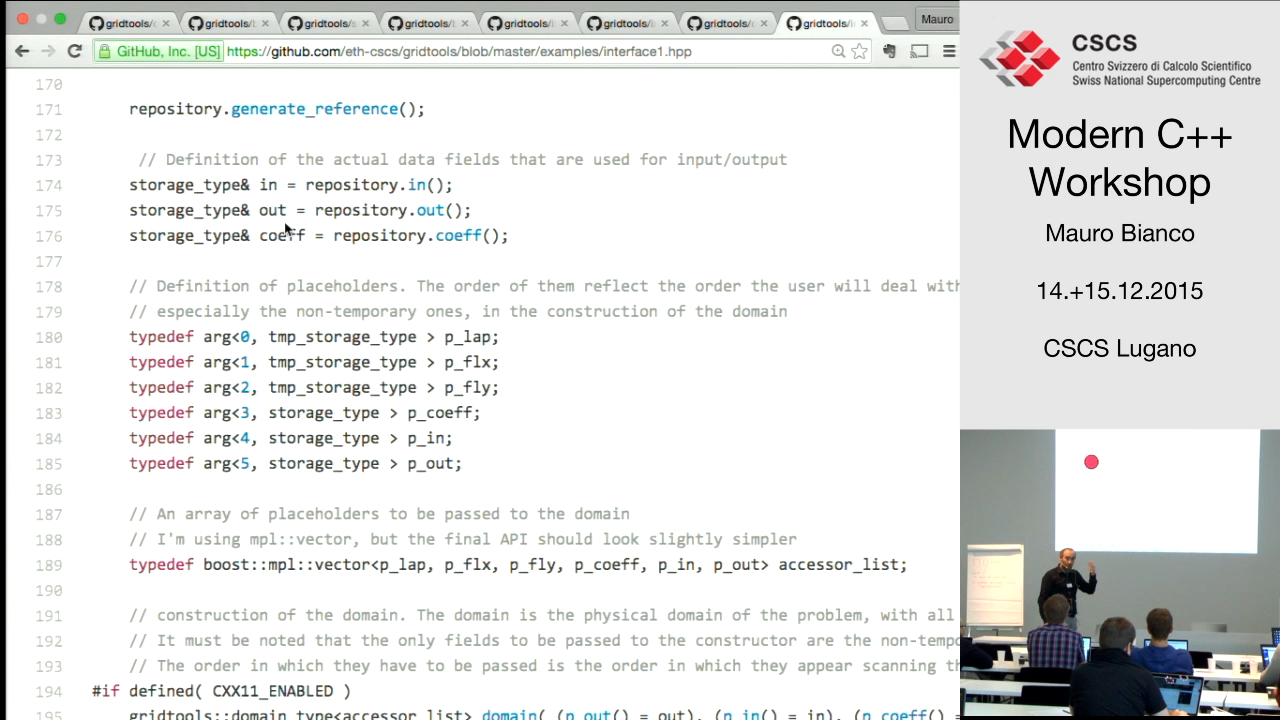 gridtools/ gridtools/ gridtools/s gridtools/ gridtools/i gridtools/i gridtools/ gridtools/i Mauro
GitHub, Inc. [US] https://github.com/eth-cscs/gridtools/blob/master/examples/interface1.hpp
170
171 repository.generate_reference();
172
173 // Definition of the actual data fields that are used for input/output
174 storage_type& in = repository.in();
175 storage_type& out = repository.out();
176 storage_type& coeff = repository.coeff();
177
178 // Definition of placeholders. The order of them reflect the order the user will deal with
179 // especially the non-temporary ones, in the construction of the domain
180 typedef arg<0, tmp_storage_type > p_lap;
181 typedef arg<1, tmp_storage_type > p_flx;
182 typedef arg<2, tmp_storage_type > p_fly;
183 typedef arg<3, storage_type > p_coeff;
184 typedef arg<4, storage_type > p_in;
185 typedef arg<5, storage_type > p_out;
186
187 // An array of placeholders to be passed to the domain
188 // I'm using mpl::vector, but the final API should look slightly simpler
189 typedef boost::mpl::vector<p_lap, p_flx, p_fly, p_coeff, p_in, p_out> accessor_list;
190
191 // construction of the domain. The domain is the physical domain of the problem, with all
192 // It must be noted that the only fields to be passed to the constructor are the non-tempo
193 // The order in which they have to be passed is the order in which they appear scanning th
194 #if defined( CXX11_ENABLED )
195 gridtools::domain_type<accessor_list> domain( (p_out() = out), (p_in() = in), (p_coeff() =
CSCS
Centro Svizzero di Calcolo Scientifico
Swiss National Supercomputing Centre
Modern C++
Workshop
Mauro Bianco
14.+15.12.2015
CSCS Lugano